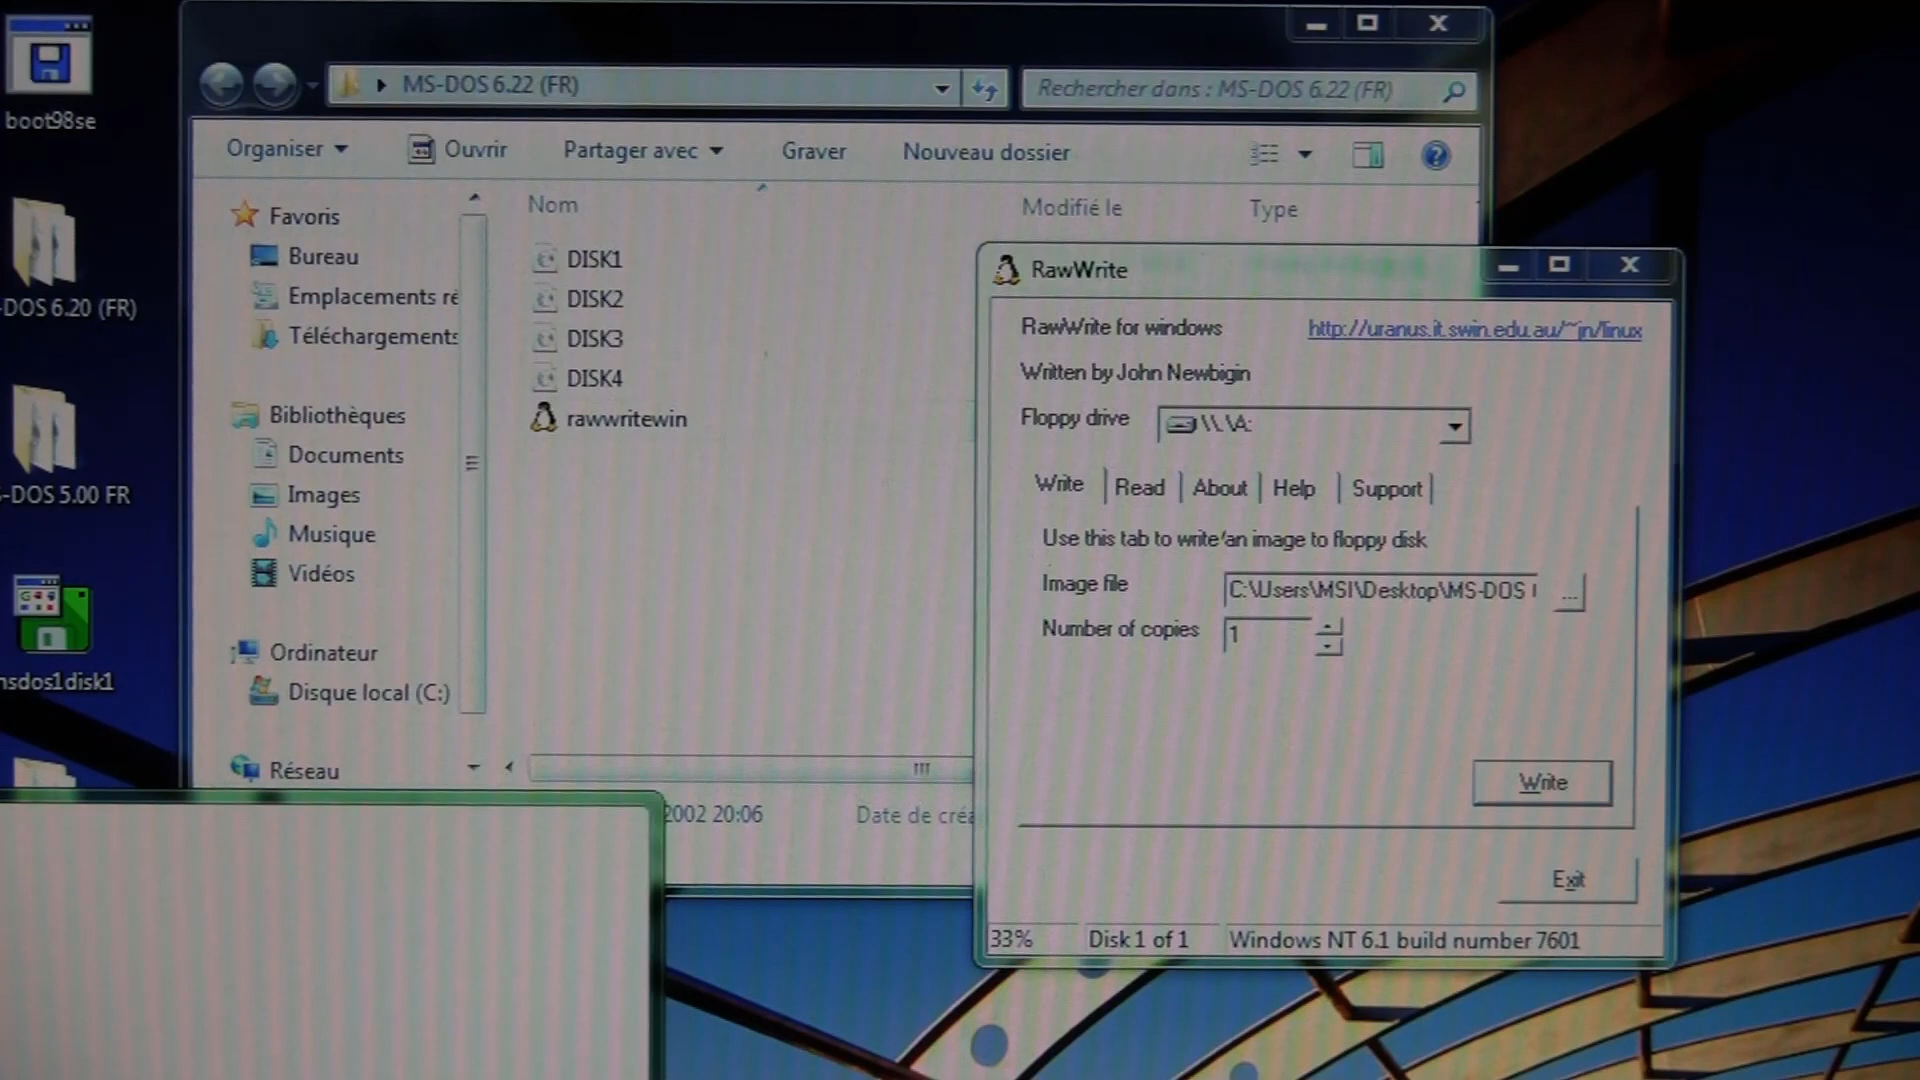 boot98se
-DOS 6.20 (FR)
-DOS 5.00 FR
msdos1disk1
MS-DOS 6.22 (FR)
Rechercher dans : MS-DOS 6.22 (FR)
Organiser
Ouvrir
Partager avec
Graver
Nouveau dossier
Favoris
Bureau
Emplacements ré
Téléchargements
Bibliothèques
Documents
Images
Musique
Vidéos
Ordinateur
Disque local (C:)
Réseau
Nom
Modifié le
Type
DISK1
DISK2
DISK3
DISK4
rawwritewin
2002 20:06
Date de créa
RawWrite
RawWrite for windows
http://uranus.it.swin.edu.au/~jn/linux
Written by John Newbigin
Floppy drive
\\.\A:
Write
Read
About
Help
Support
Use this tab to write an image to floppy disk
Image file
C:\Users\MSI\Desktop\MS-DOS
...
Number of copies
1
Write
Exit
33%
Disk 1 of 1
Windows NT 6.1 build number 7601